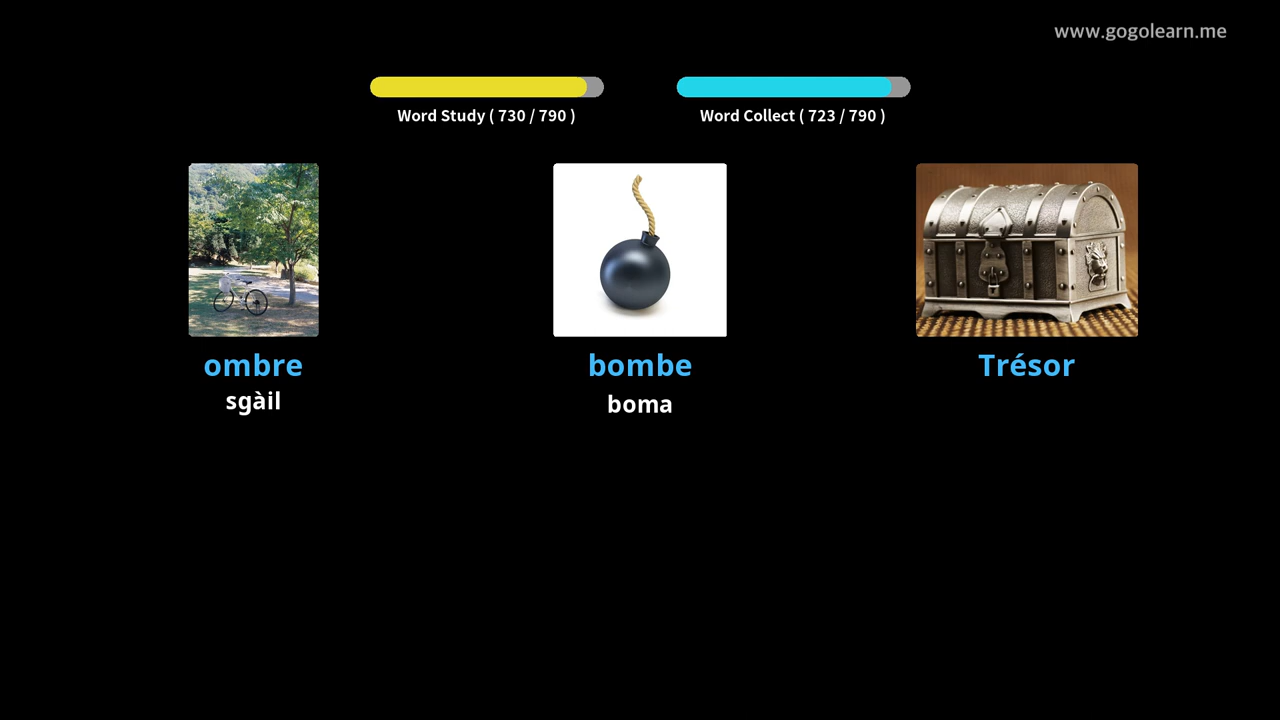 www.gogolearn.me
Word Study ( 730 / 790 )
Word Collect ( 723 / 790 )
ombre
sgàil
bombe
boma
Trésor